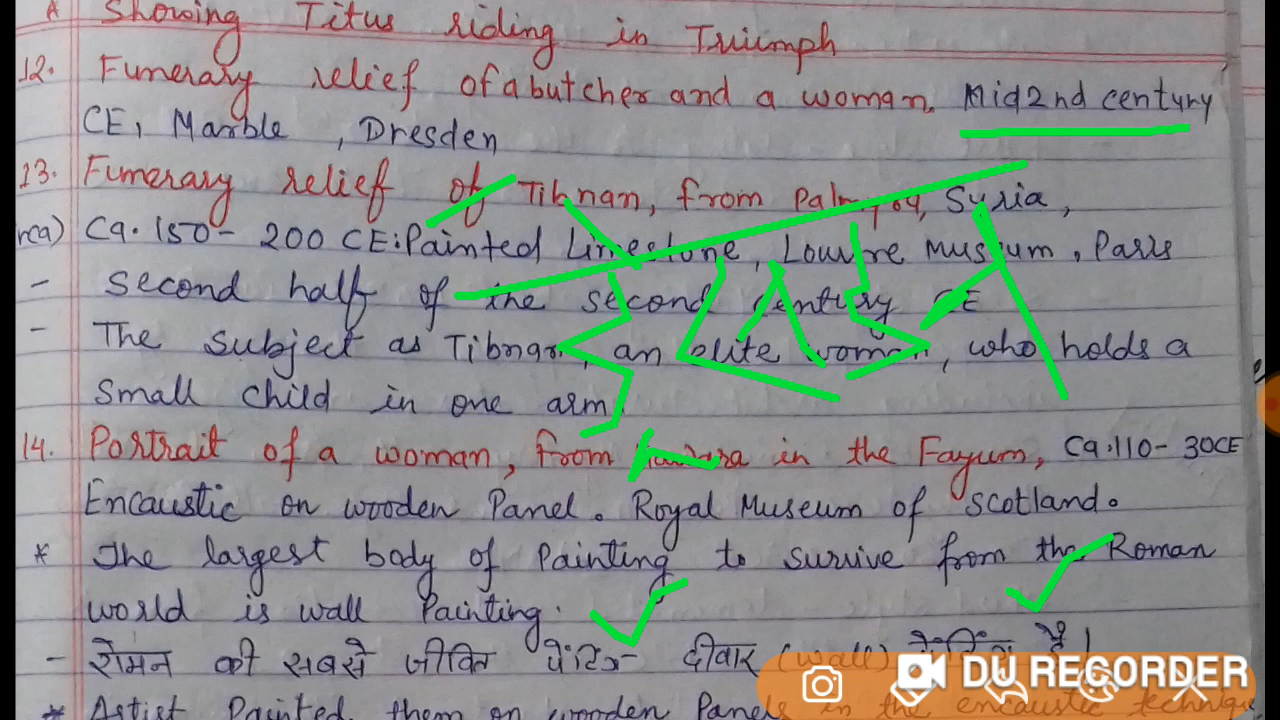 * Showing Titus riding in Triumph
12. Funerary relief of a butcher and a woman. Mid 2nd century
CE, Marble, Dresden
13. Funerary relief of Tibnan, from Palmyra, Syria,
(ca) Ca. 150 - 200 CE: Painted Limestone, Louvre Museum, Paris
- Second half of the second century CE
- The subject as Tibnan, an elite woman, who holds a
small child in one arm,
14. Portrait of a woman, from in the Fayum, Ca. 110 - 30 CE
Encaustic on wooden Panel. Royal Museum of Scotland.
* The largest body of Painting to survive from the Roman
world is wall Painting.
- रोमन की सबसे जीवित पेंटिंग दीवार (wall) पेंटिंग है।
* Artist Painted them on wooden Panels in the encaustic technique
DU RECORDER